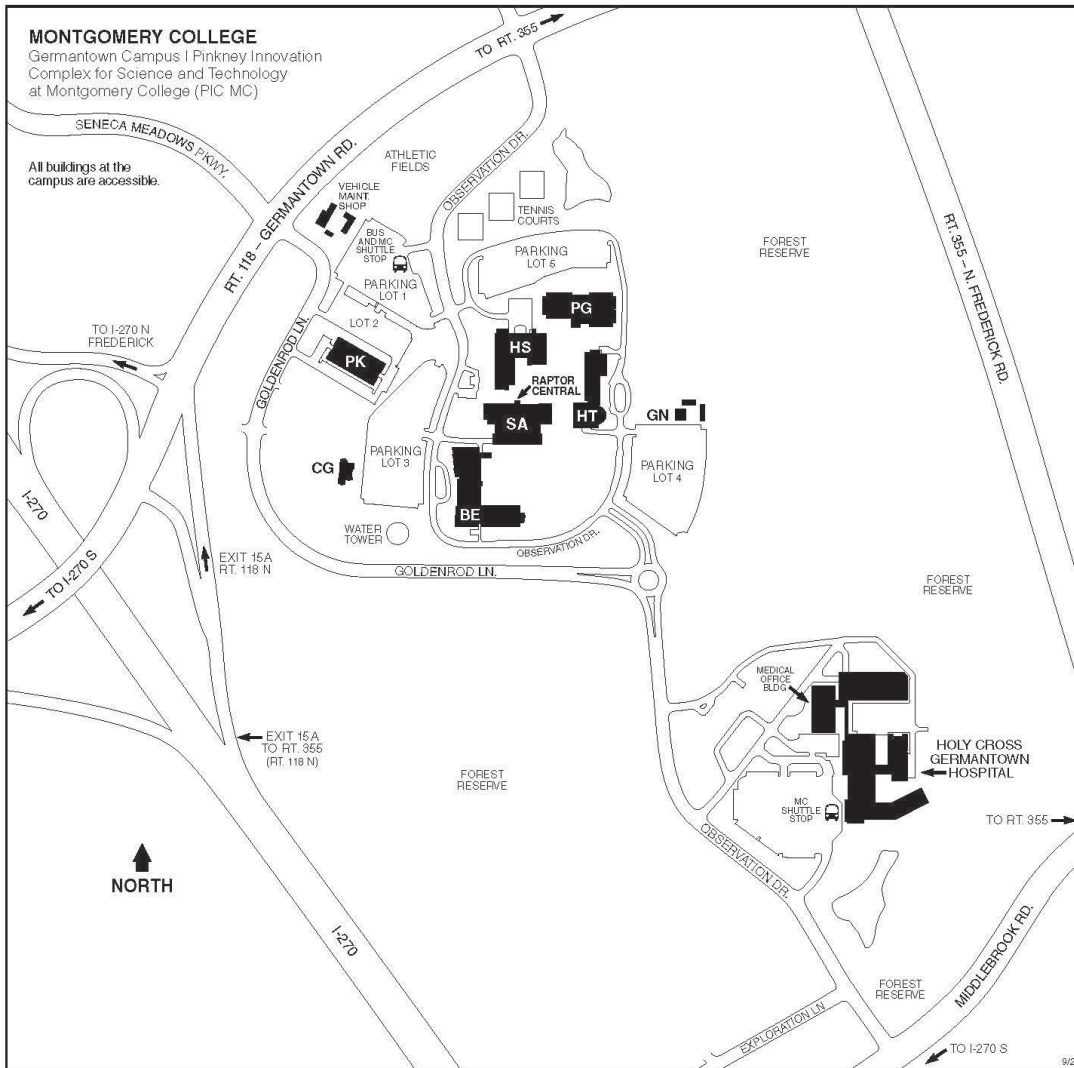 MONTGOMERY COLLEGE
Germantown Campus | Pinkney Innovation
Complex for Science and Technology
at Montgomery College (PIC MC)
TO RT. 355
SENECA MEADOWS PKWY.
All buildings at the
campus are accessible.
RT. 118 – GERMANTOWN RD.
ATHLETIC
FIELDS
OBSERVATION DR.
VEHICLE
MAINT.
SHOP
BUS
AND MC
SHUTTLE
STOP
TENNIS
COURTS
PARKING
LOT 5
FOREST
RESERVE
RT. 355 – N. FREDERICK RD.
PARKING
LOT 1
LOT 2
PG
TO I-270 N
FREDERICK
GOLDENROD LN.
PK
HS
RAPTOR
CENTRAL
SA
HT
GN
PARKING
LOT 3
PARKING
LOT 4
CG
BE
I-270
WATER
TOWER
OBSERVATION DR.
GOLDENROD LN.
EXIT 15A
RT. 118 N
TO I-270 S
FOREST
RESERVE
MEDICAL
OFFICE
BLDG
EXIT 15A
TO RT. 355
(RT. 118 N)
HOLY CROSS
GERMANTOWN
HOSPITAL
FOREST
RESERVE
MC
SHUTTLE
STOP
TO RT. 355
OBSERVATION DR.
NORTH
I-270
MIDDLEBROOK RD.
FOREST
RESERVE
EXPLORATION LN
TO I-270 S